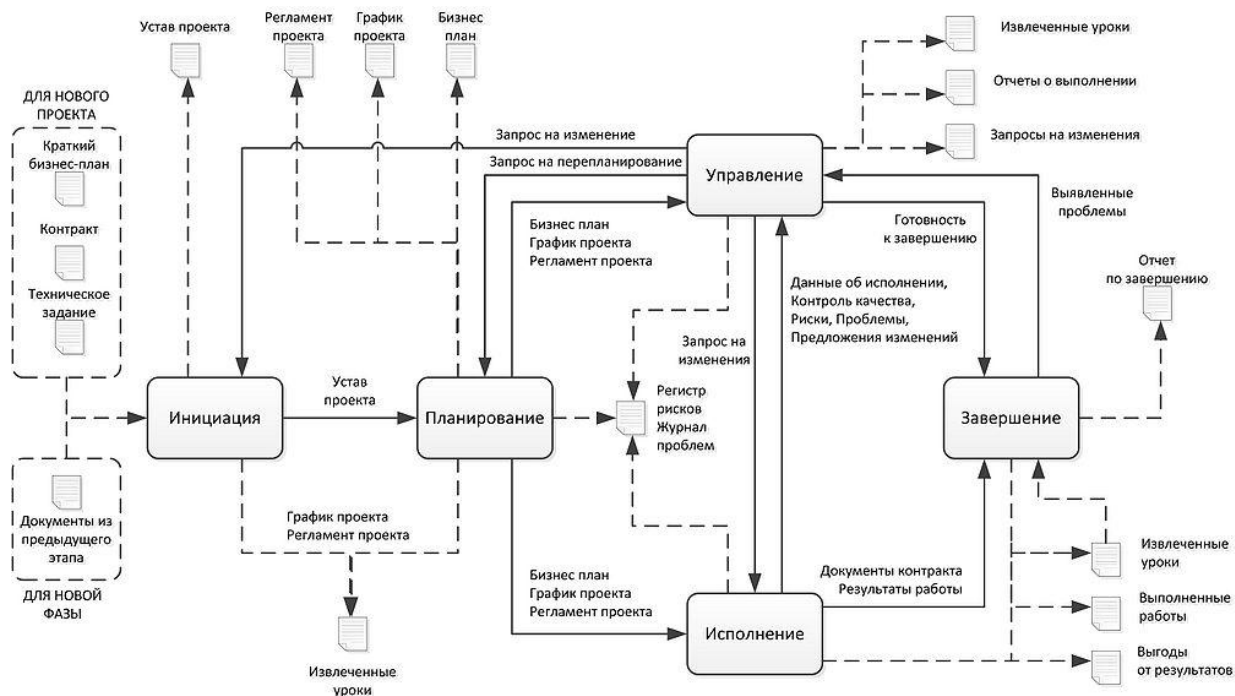 Устав проекта
Регламент
проекта
График
проекта
Бизнес
план
Извлеченные уроки
Отчеты о выполнении
Запросы на изменения
ДЛЯ НОВОГО
ПРОЕКТА
Краткий
бизнес-план
Контракт
Техническое
задание
Запрос на изменение
Запрос на перепланирование
Управление
Выявленные
проблемы
Бизнес план
График проекта
Регламент проекта
Готовность
к завершению
Данные об исполнении,
Контроль качества,
Риски, Проблемы,
Предложения изменений
Отчет
по завершению
Запрос на
изменения
Инициация
Устав
проекта
Планирование
Регистр
рисков
Журнал
проблем
Завершение
Документы из
предыдущего
этапа
ДЛЯ НОВОЙ
ФАЗЫ
График проекта
Регламент проекта
Извлеченные
уроки
Бизнес план
График проекта
Регламент проекта
Исполнение
Документы контракта
Результаты работы
Извлеченные
уроки
Выполненные
работы
Выгоды
от результатов